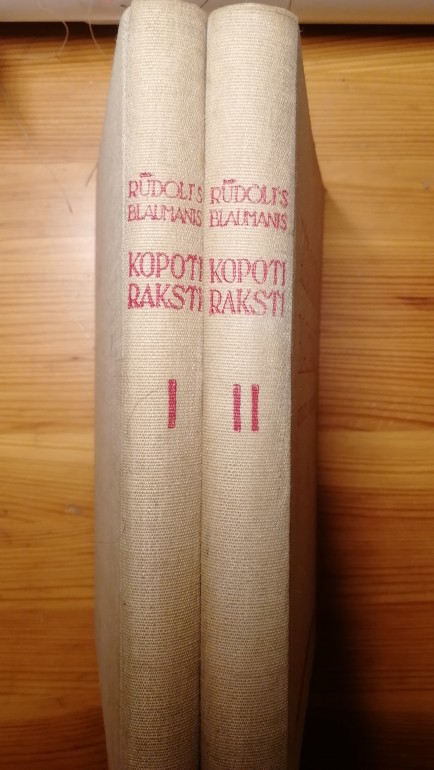 RŪDOLFS
BLAUMANIS
KOPOTI
RAKSTI
I
RŪDOLFS
BLAUMANIS
KOPOTI
RAKSTI
II